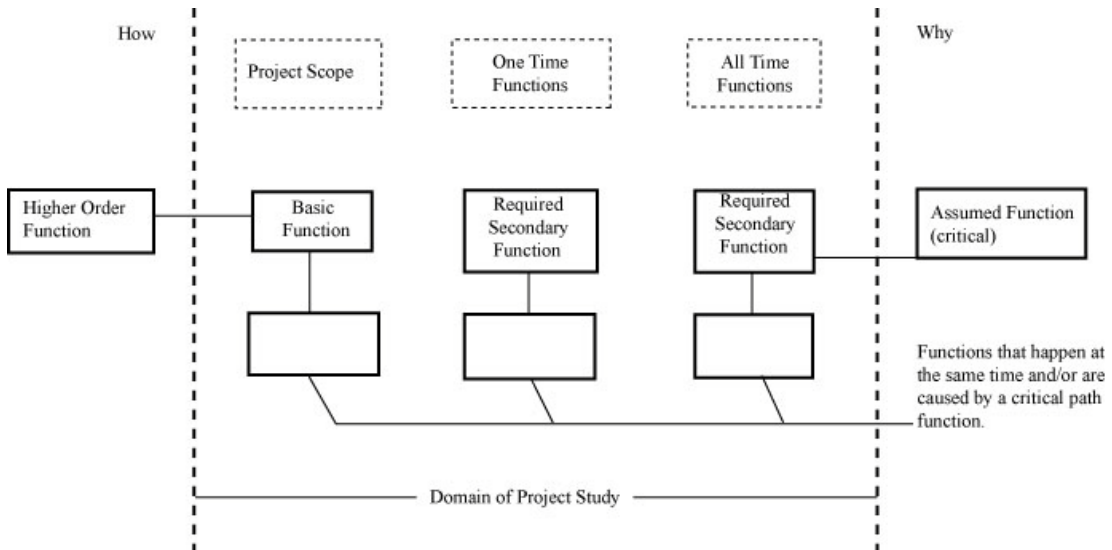 How
Why
Project Scope
One Time
Functions
All Time
Functions
Higher Order
Function
Basic
Function
Required
Secondary
Function
Required
Secondary
Function
Assumed Function
(critical)
Functions that happen at
the same time and/or are
caused by a critical path
function.
Domain of Project Study